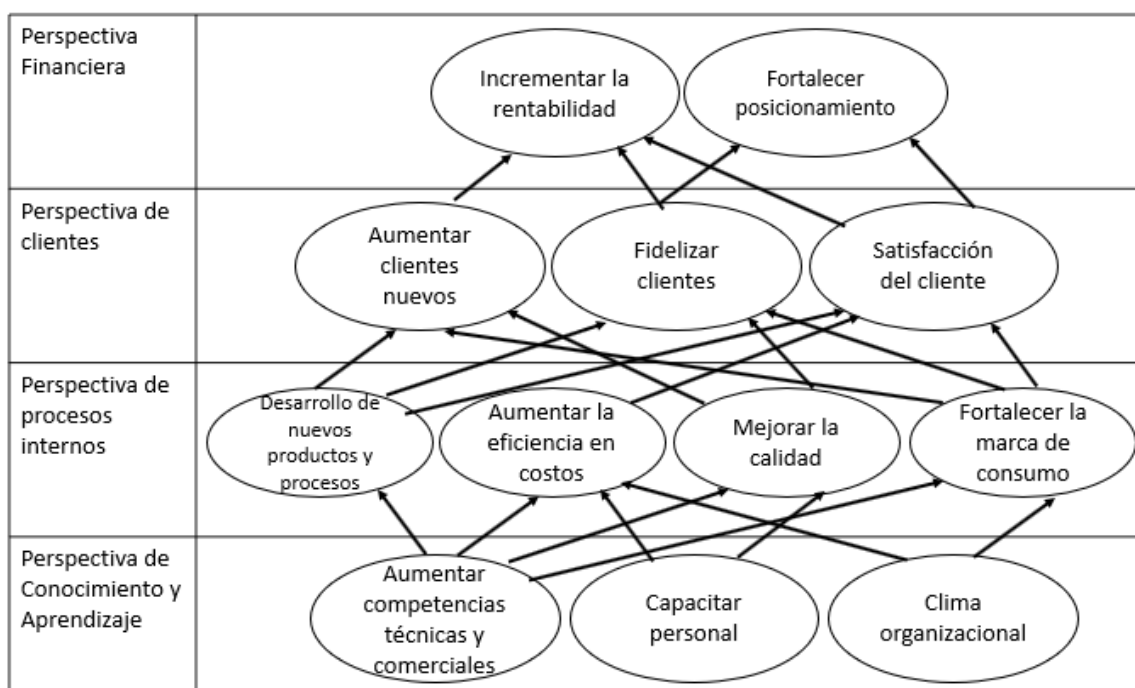 Perspectiva
Financiera
Incrementar la
rentabilidad
Fortalecer
posicionamiento
Perspectiva de
clientes
Aumentar
clientes
nuevos
Fidelizar
clientes
Satisfacción
del cliente
Perspectiva de
procesos
internos
Desarrollo de
nuevos
productos y
procesos
Aumentar la
eficiencia en
costos
Mejorar la
calidad
Fortalecer la
marca de
consumo
Perspectiva de
Conocimiento y
Aprendizaje
Aumentar
competencias
técnicas y
comerciales
Capacitar
personal
Clima
organizacional